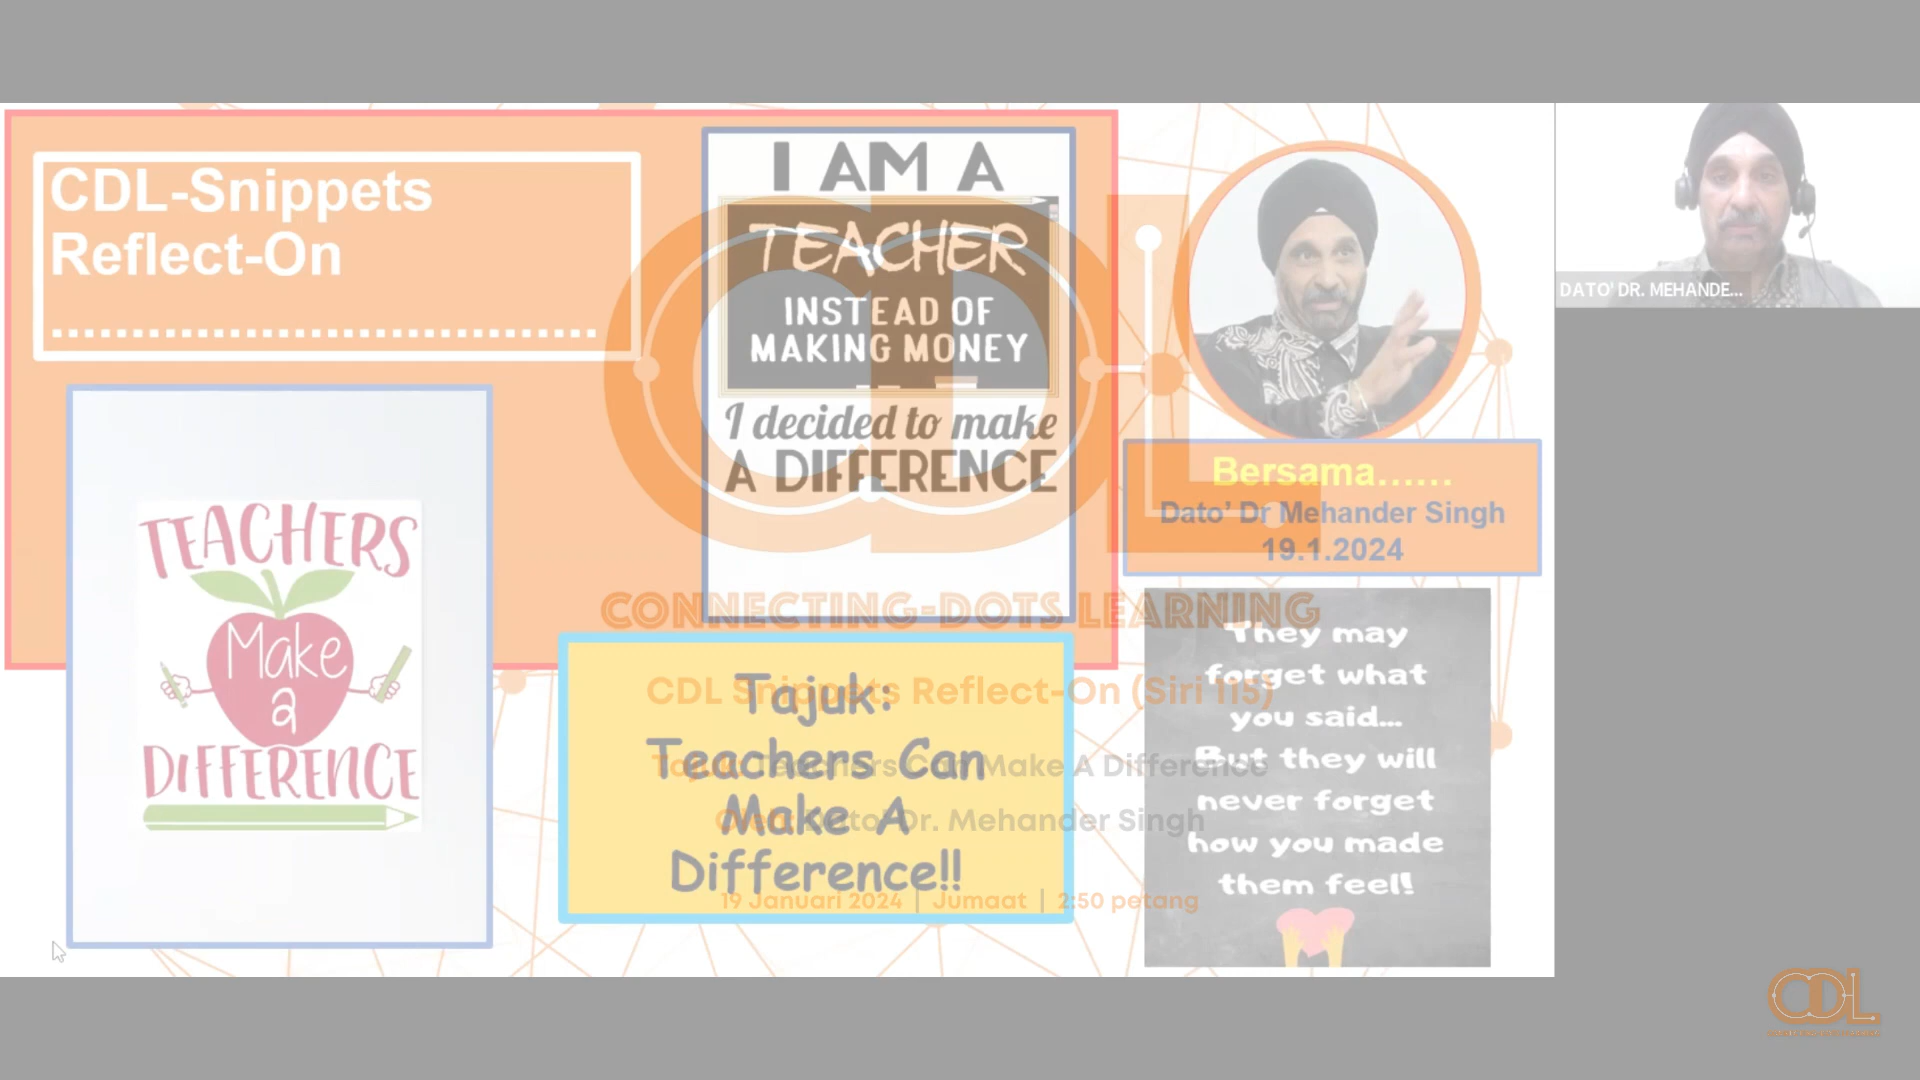 CDL-Snippets
Reflect-On
I AM A
TEACHER
INSTEAD OF
MAKING MONEY
I decided to make
A DIFFERENCE
TEACHERS
Make
a
DIFFERENCE
Tajuk:
Teachers Can
Make A
Difference!!
Bersama......
Dato' Dr Mehander Singh
19.1.2024
They may
forget what
you said...
But they will
never forget
how you made
them feel!
DATO' DR. MEHANDE...
CDL
CONNECTING-DOTS LEARNING
CDL Snippets Reflect-On (Siri 115)
Tajuk: Teachers Can Make A Difference
Dato' Dr. Mehander Singh
19 Januari 2024 | Jumaat | 2:50 petang
CDL